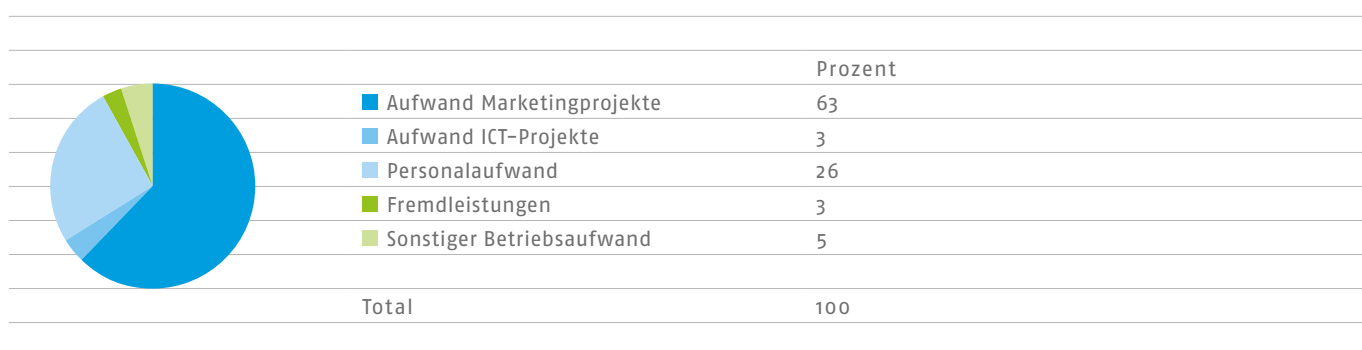 Prozent
Aufwand Marketingprojekte 63
Aufwand ICT-Projekte 3
Personalaufwand 26
Fremdleistungen 3
Sonstiger Betriebsaufwand 5
Total 100